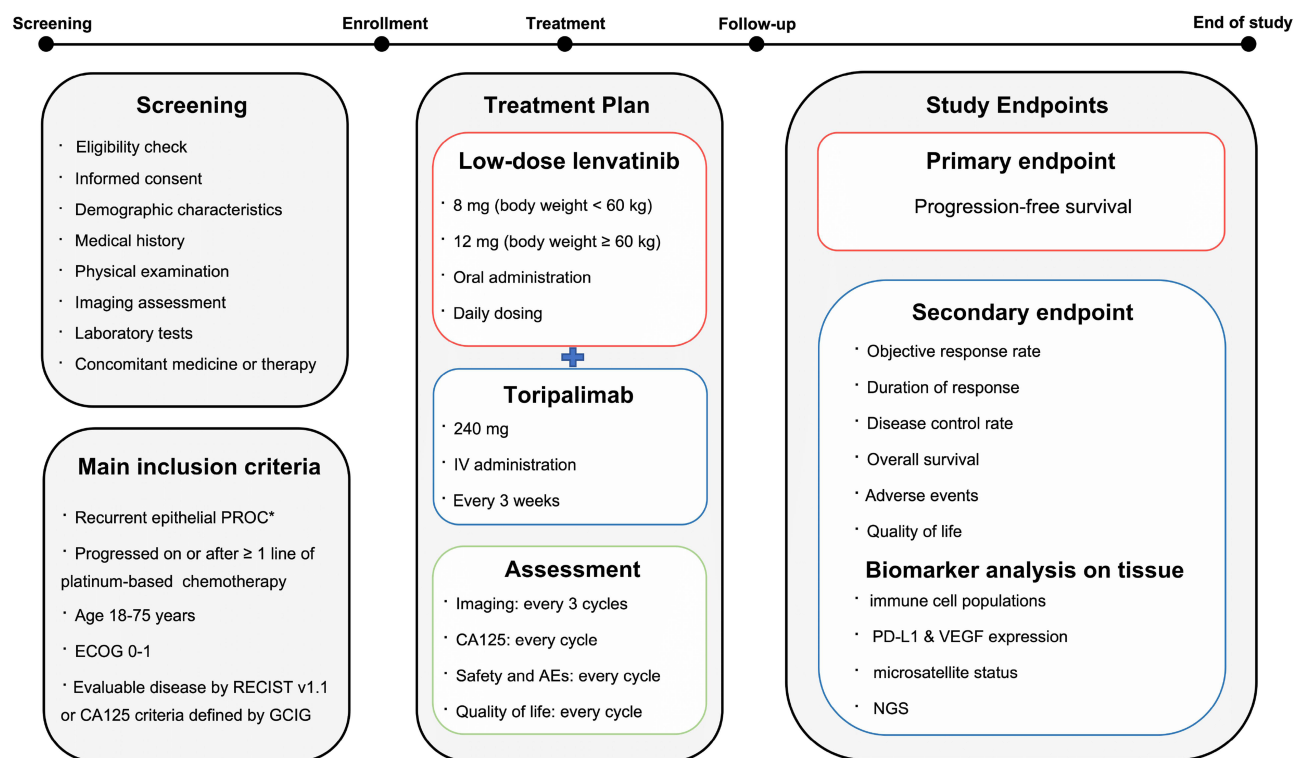 Screening
Enrollment
Treatment
Follow-up
End of study
Screening
· Eligibility check
· Informed consent
· Demographic characteristics
· Medical history
· Physical examination
· Imaging assessment
· Laboratory tests
· Concomitant medicine or therapy
Main inclusion criteria
· Recurrent epithelial PROC*
· Progressed on or after ≥ 1 line of
platinum-based chemotherapy
· Age 18-75 years
· ECOG 0-1
· Evaluable disease by RECIST v1.1
or CA125 criteria defined by GCIG
Treatment Plan
Low-dose lenvatinib
· 8 mg (body weight < 60 kg)
· 12 mg (body weight ≥ 60 kg)
· Oral administration
· Daily dosing
Toripalimab
· 240 mg
· IV administration
· Every 3 weeks
Assessment
· Imaging: every 3 cycles
· CA125: every cycle
· Safety and AEs: every cycle
· Quality of life: every cycle
Study Endpoints
Primary endpoint
Progression-free survival
Secondary endpoint
· Objective response rate
· Duration of response
· Disease control rate
· Overall survival
· Adverse events
· Quality of life
Biomarker analysis on tissue
· immune cell populations
· PD-L1 & VEGF expression
· microsatellite status
· NGS